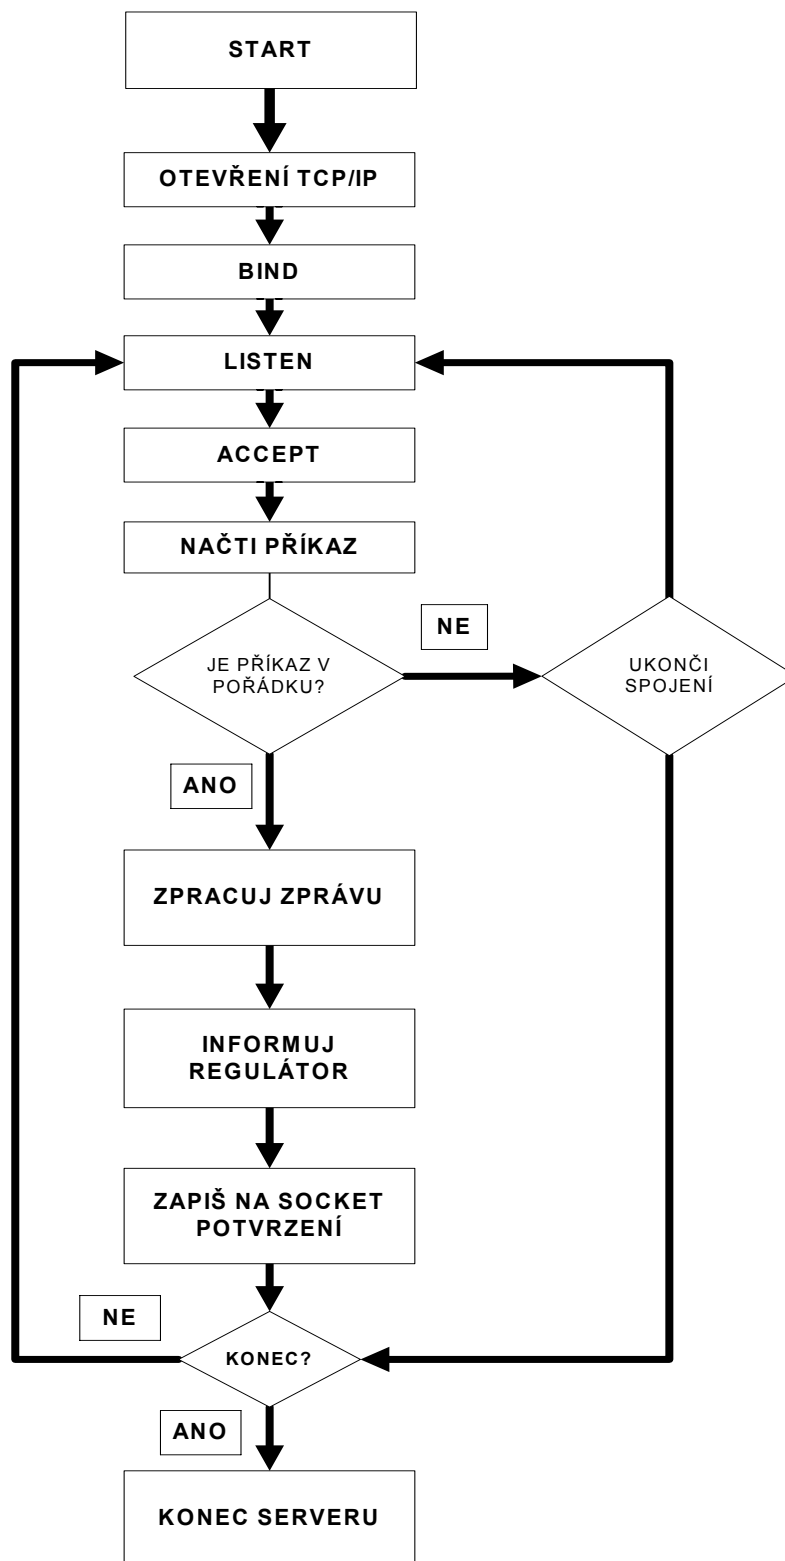 START
OTEVŘENÍ TCP/IP
BIND
LISTEN
ACCEPT
NAČTI PŘÍKAZ
NE
JE PŘÍKAZ V
POŘÁDKU?
UKONČI
SPOJENÍ
ANO
ZPRACUJ ZPRÁVU
INFORMUJ
REGULÁTOR
ZAPIŠ NA SOCKET
POTVRZENÍ
NE
KONEC?
ANO
KONEC SERVERU